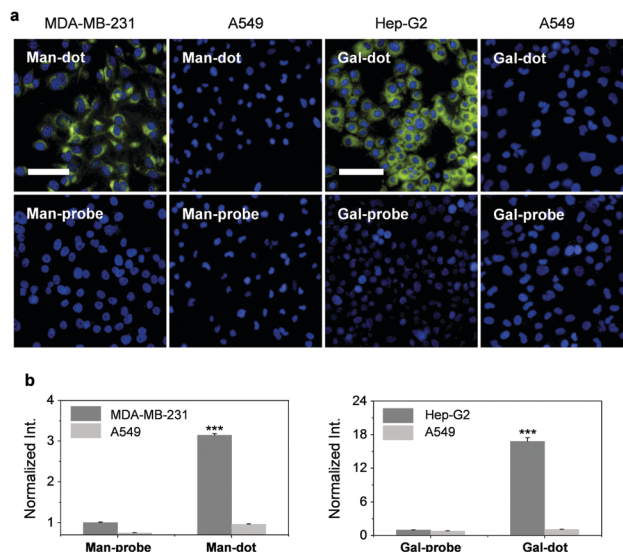 a
MDA-MB-231 A549 Hep-G2 A549
Man-dot Man-dot Gal-dot Gal-dot
Man-probe Man-probe Gal-probe Gal-probe
b
Normalized Int.
4
3
2
1
MDA-MB-231
A549
***
Man-probe Man-dot
Normalized Int.
24
18
12
6
0
Hep-G2
A549
***
Gal-probe Gal-dot